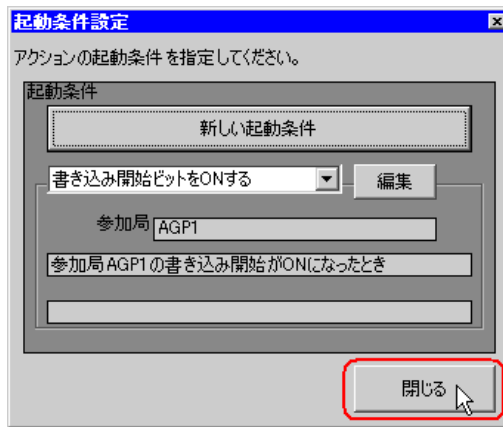 起動条件設定
アクションの起動条件を指定してください。
起動条件
新しい起動条件
書き込み開始ビットをONする
編集
参加局 AGP1
参加局AGP1の書き込み開始がONになったとき
閉じる